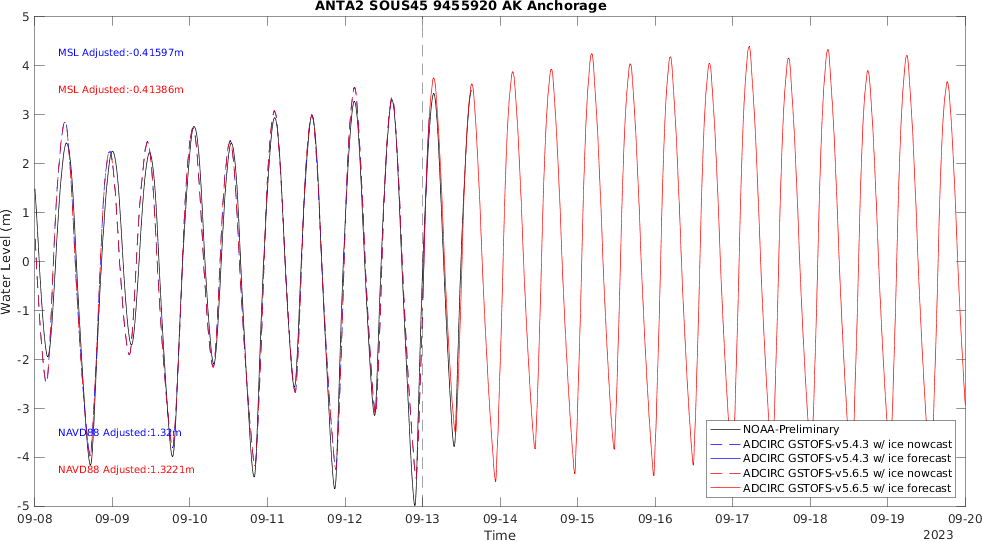 ANTA2 SOUS45 9455920 AK Anchorage
5
4
3
2
1
0
-1
-2
-3
-4
-5
Water Level (m)
MSL Adjusted:-0.41597m
MSL Adjusted:-0.41386m
NAVD88 Adjusted:1.32m
NAVD88 Adjusted:1.3221m
NOAA-Preliminary
ADCIRC GSTOFS-v5.4.3 w/ ice nowcast
ADCIRC GSTOFS-v5.4.3 w/ ice forecast
ADCIRC GSTOFS-v5.6.5 w/ ice nowcast
ADCIRC GSTOFS-v5.6.5 w/ ice forecast
09-08 09-09 09-10 09-11 09-12 09-13 09-14 09-15 09-16 09-17 09-18 09-19 09-20
Time
2023